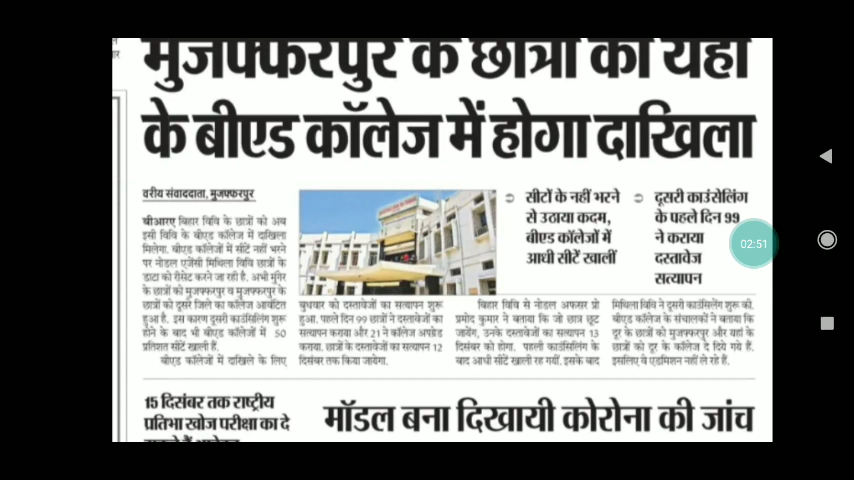 मुजफ्फरपुर के छात्रों का यहां
के बीएड कॉलेज में होगा दाखिला
वरीय संवाददाता, मुजफ्फरपुर
बीआरए बिहार विवि के छात्रों को अब
इसी विवि के बीएड कॉलेज में दाखिला
मिलेगा. बीएड कॉलेजों में सीटें नहीं भरने
पर नोडल एजेंसी मिथिला विवि छात्रों के
डाटा को रीसेट करने जा रही है. अभी मुंगेर
के छात्रों को मुजफ्फरपुर व मुजफ्फरपुर के
छात्रों को दूसरे जिला का कॉलेज आवंटित
हुआ है. इस कारण दूसरी काउंसिलिंग शुरू
होने के बाद भी बीएड कॉलेजों में 50
प्रतिशत सीटें खाली हैं.
बीएड कॉलेजों में दाखिले के लिए
बुधवार को दस्तावेजों का सत्यापन शुरू
हुआ. पहले दिन 99 छात्रों ने दस्तावेजों का
सत्यापन कराया और 21 ने कॉलेज अपग्रेड
कराया. छात्रों के दस्तावेजों का सत्यापन 12
दिसंबर तक किया जायेगा.
सीटों के नहीं भरने
से उठाया कदम,
बीएड कॉलेजों में
आधी सीटें खालीं
दूसरी काउंसेलिंग
के पहले दिन 99
ने कराया
दस्तावेज
सत्यापन
बिहार विवि से नोडल अफसर प्रो
प्रमोद कुमार ने बताया कि जो छात्र छूट
जायेंगे, उनके दस्तावेजों का सत्यापन 13
दिसंबर को होगा. पहली काउंसिलिंग के
बाद आधी सीटें खाली रह गयीं. इसके बाद
मिथिला विवि ने दूसरी काउंसिलिंग शुरू की.
बीएड कॉलेज के संचालकों ने बताया कि
दूर के छात्रों को मुजफ्फरपुर और यहां के
छात्रों को दूर के कॉलेज दे दिये गये हैं.
इसलिए वे एडमिशन नहीं ले रहे हैं.
02:51
15 दिसंबर तक राष्ट्रीय
प्रतिभा खोज परीक्षा का दे
मॉडल बना दिखायी कोरोना की जांच